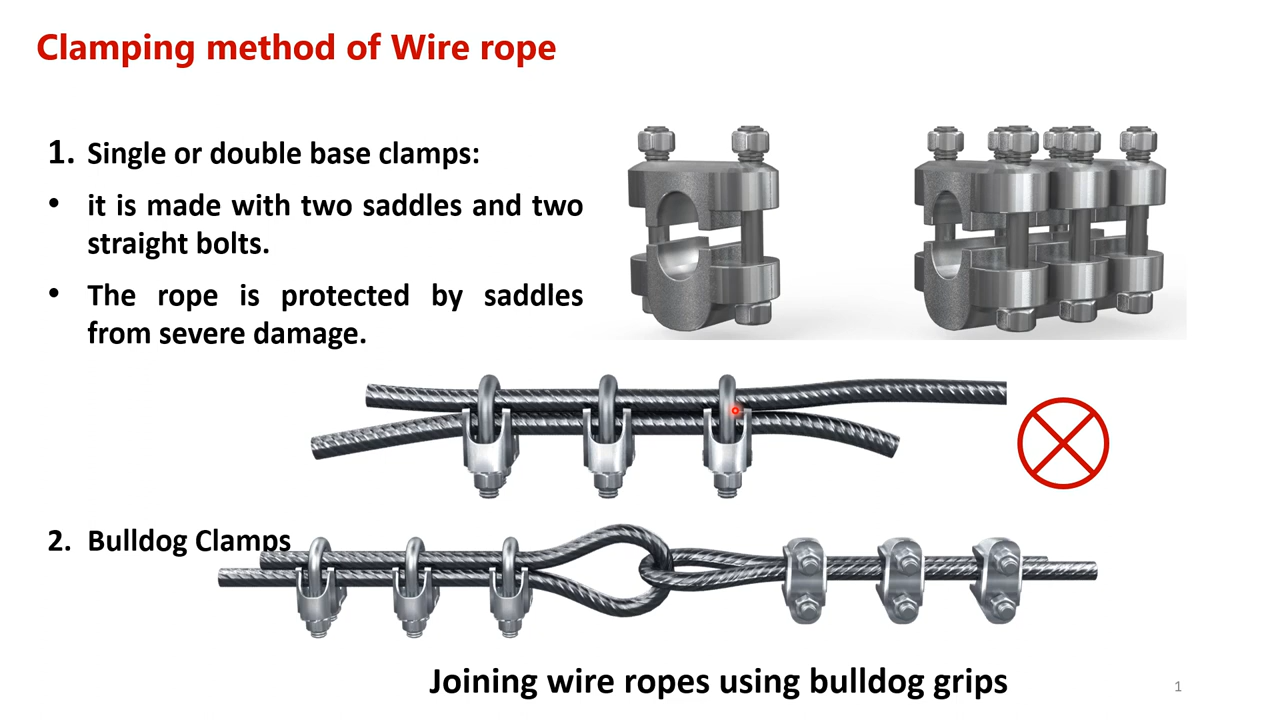 Clamping method of Wire rope
1. Single or double base clamps:
• it is made with two saddles and two
straight bolts.
• The rope is protected by saddles
from severe damage.
2. Bulldog Clamps
Joining wire ropes using bulldog grips
1